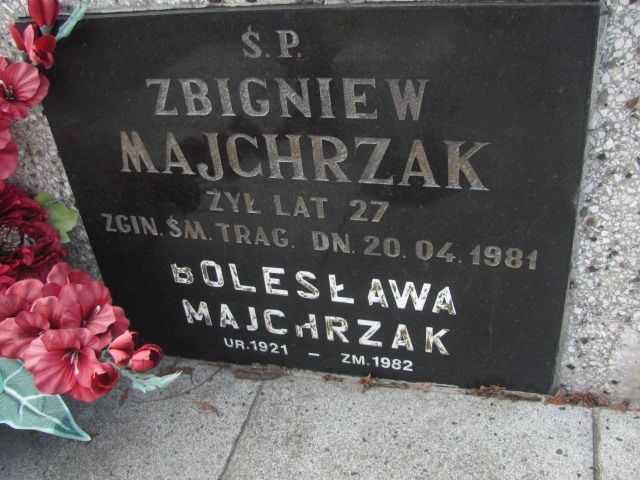 Ś.P.
ZBIGNIEW
MAJCHRZAK
ŻYŁ LAT 27
ZGIN. ŚM. TRAG. DN. 20.04.1981
BOLESŁAWA
MAJCHRZAK
UR.1921 – ZM.1982